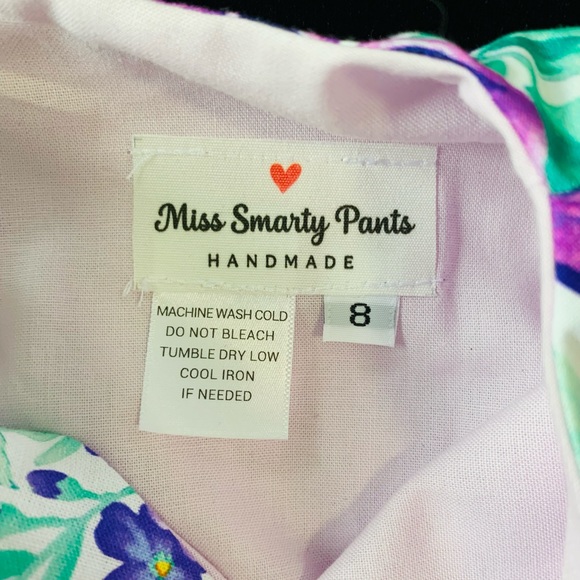 Miss Smarty Pants
HANDMADE
8
MACHINE WASH COLD
DO NOT BLEACH
TUMBLE DRY LOW
COOL IRON
IF NEEDED